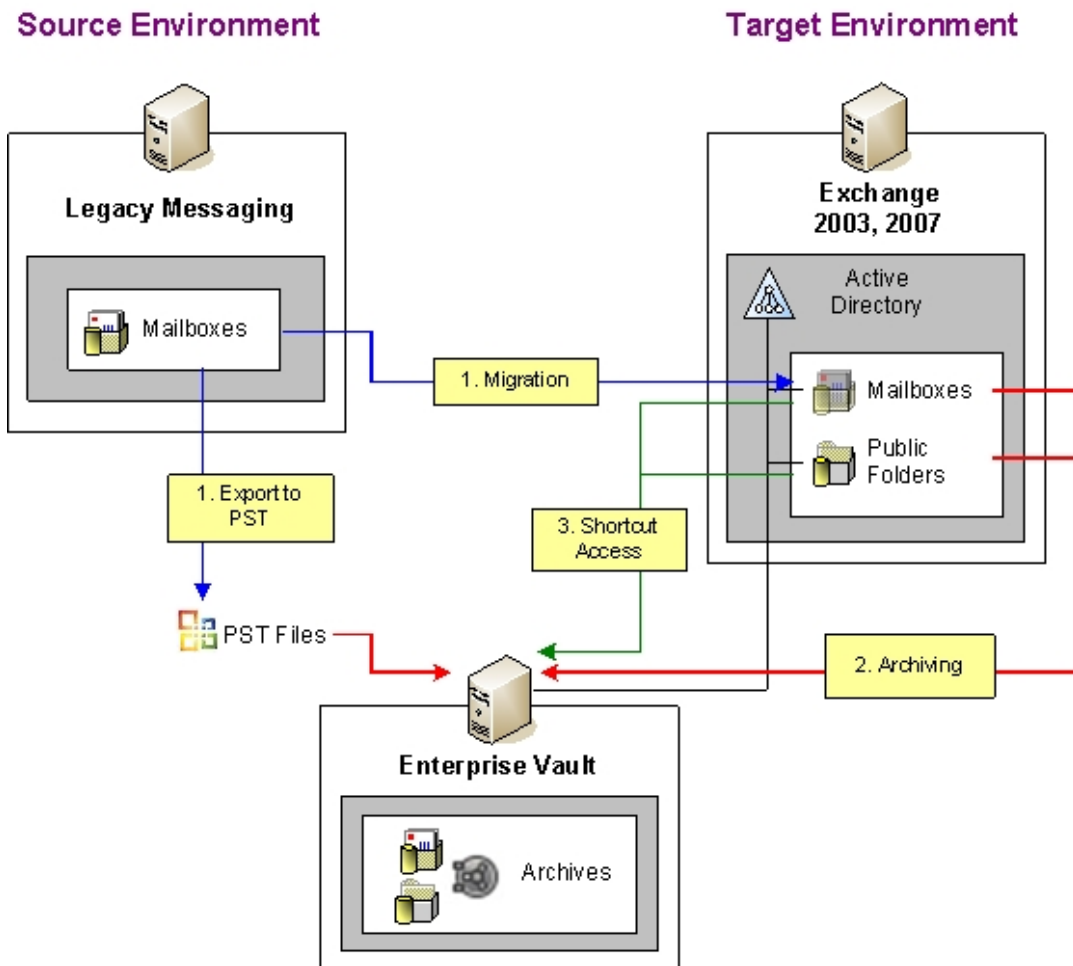 Source Environment
Target Environment
Legacy Messaging
Exchange
2003, 2007
Active
Directory
Mailboxes
1. Migration
Mailboxes
Public
Folders
1. Export to
PST
3. Shortcut
Access
PST Files
2. Archiving
Enterprise Vault
Archives